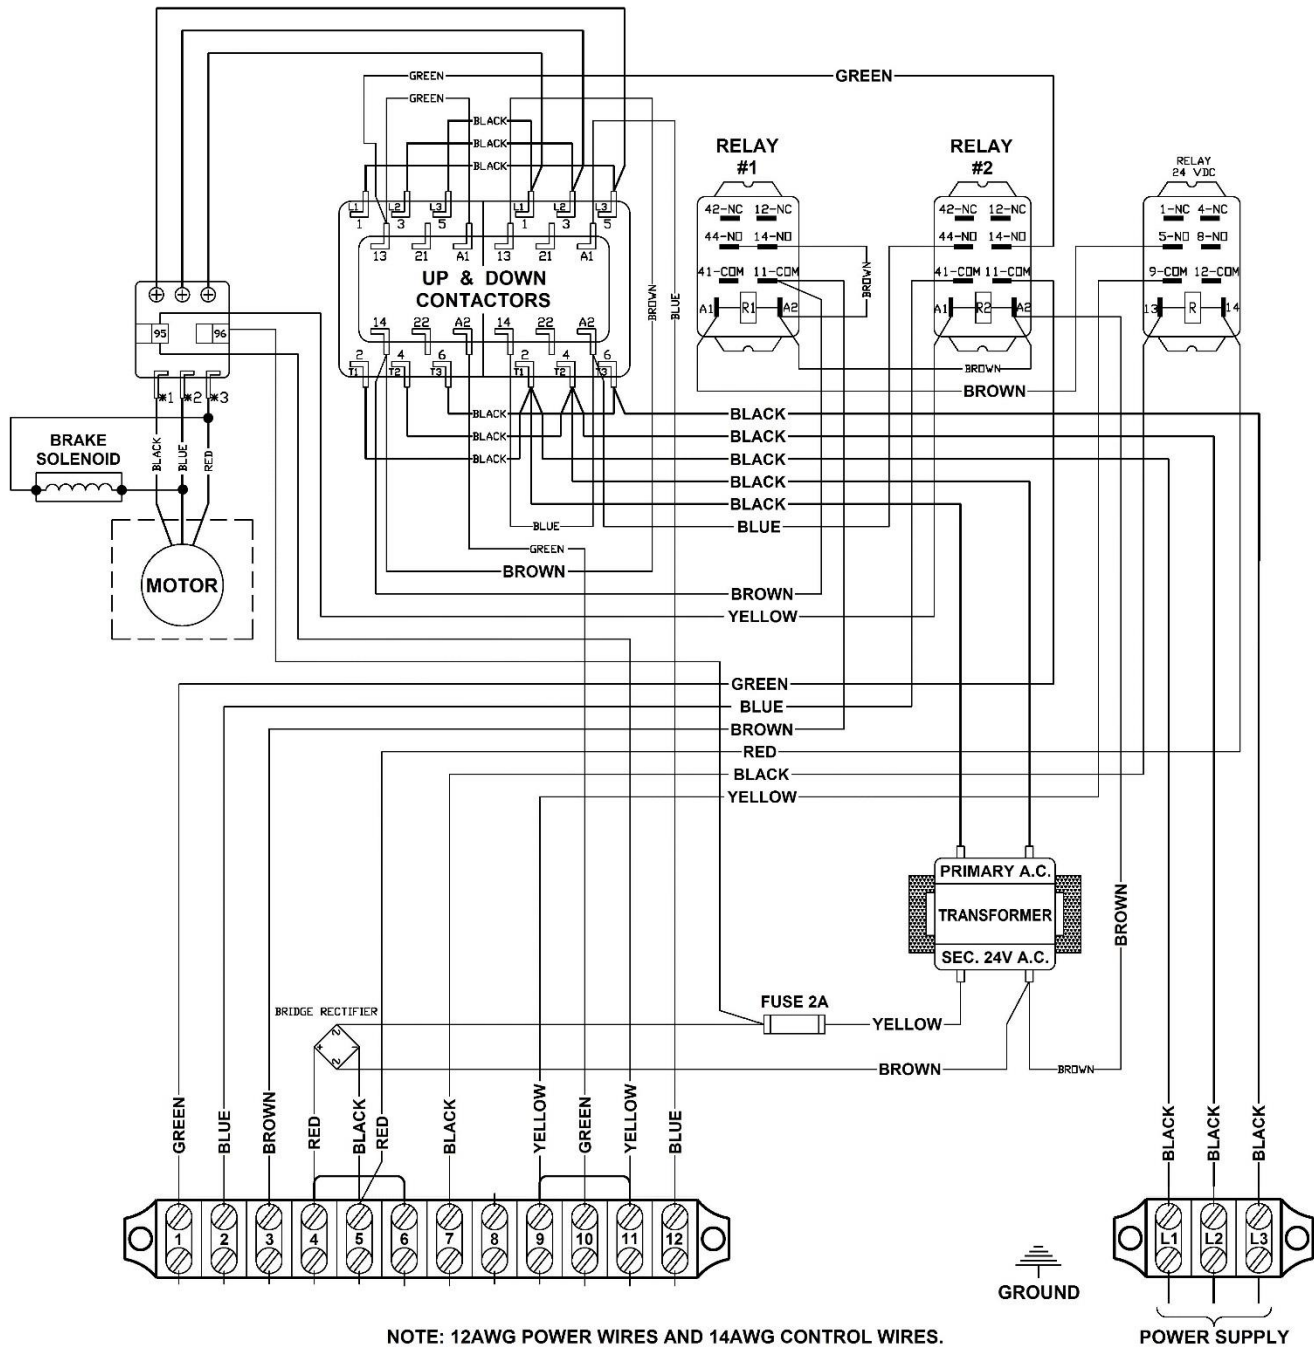 GREEN
GREEN
GREEN
BLACK
BLACK
BLACK
RELAY
#1
RELAY
#2
RELAY
24 VDC
42-NC 12-NC
44-NO 14-NO
41-COM 11-COM
A1 R1 A2
42-NC 12-NC
44-NO 14-NO
41-COM 11-COM
A1 R2 A2
1-NC 4-NC
5-NO 8-NO
9-COM 12-COM
13 R 14
L1 L2 L3 L1 L2 L3
1 3 5 1 3 5
13 21 A1 13 21 A1
UP & DOWN
CONTACTORS
14 22 A2 14 22 A2
2 4 6 2 4 6
T1 T2 T3 T1 T2 T3
BROWN
BLUE
BROWN
BROWN
BROWN
95 96
*1 *2 *3
BLACK
BLUE
RED
BRAKE
SOLENOID
MOTOR
BLACK
BLACK
BLACK
BLACK
BLACK
BLACK
BLACK
BLUE
BLUE
GREEN
BROWN
BROWN
YELLOW
GREEN
BLUE
BROWN
RED
BLACK
YELLOW
PRIMARY A.C.
TRANSFORMER
SEC. 24V A.C.
BROWN
FUSE 2A
YELLOW
BROWN
BROWN
BRIDGE RECTIFIER
2
+ -
2
GREEN
BLUE
BROWN
RED
BLACK
RED
BLACK
YELLOW
GREEN
YELLOW
BLUE
BLACK
BLACK
BLACK
1 2 3 4 5 6 7 8 9 10 11 12
L1 L2 L3
GROUND
NOTE: 12AWG POWER WIRES AND 14AWG CONTROL WIRES.
POWER SUPPLY